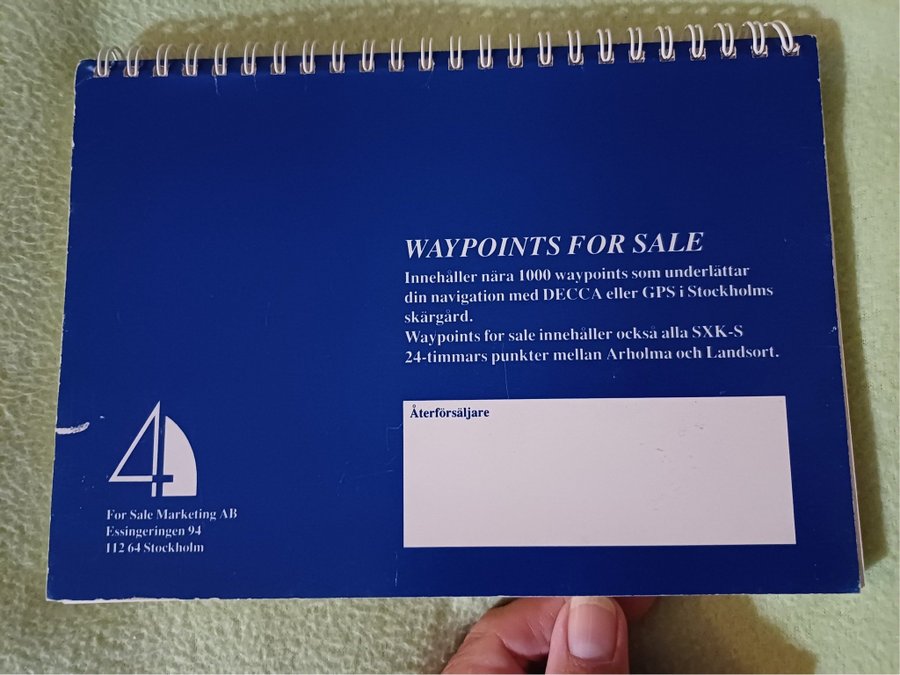 WAYPOINTS FOR SALE
Innehåller nära 1000 waypoints som underlättar
din navigation med DECCA eller GPS i Stockholms
skärgård.
Waypoints for sale innehåller också alla SXK-S
24-timmars punkter mellan Arholma och Landsort.
Återförsäljare
4
For Sale Marketing AB
Essingeringen 94
112 64 Stockholm